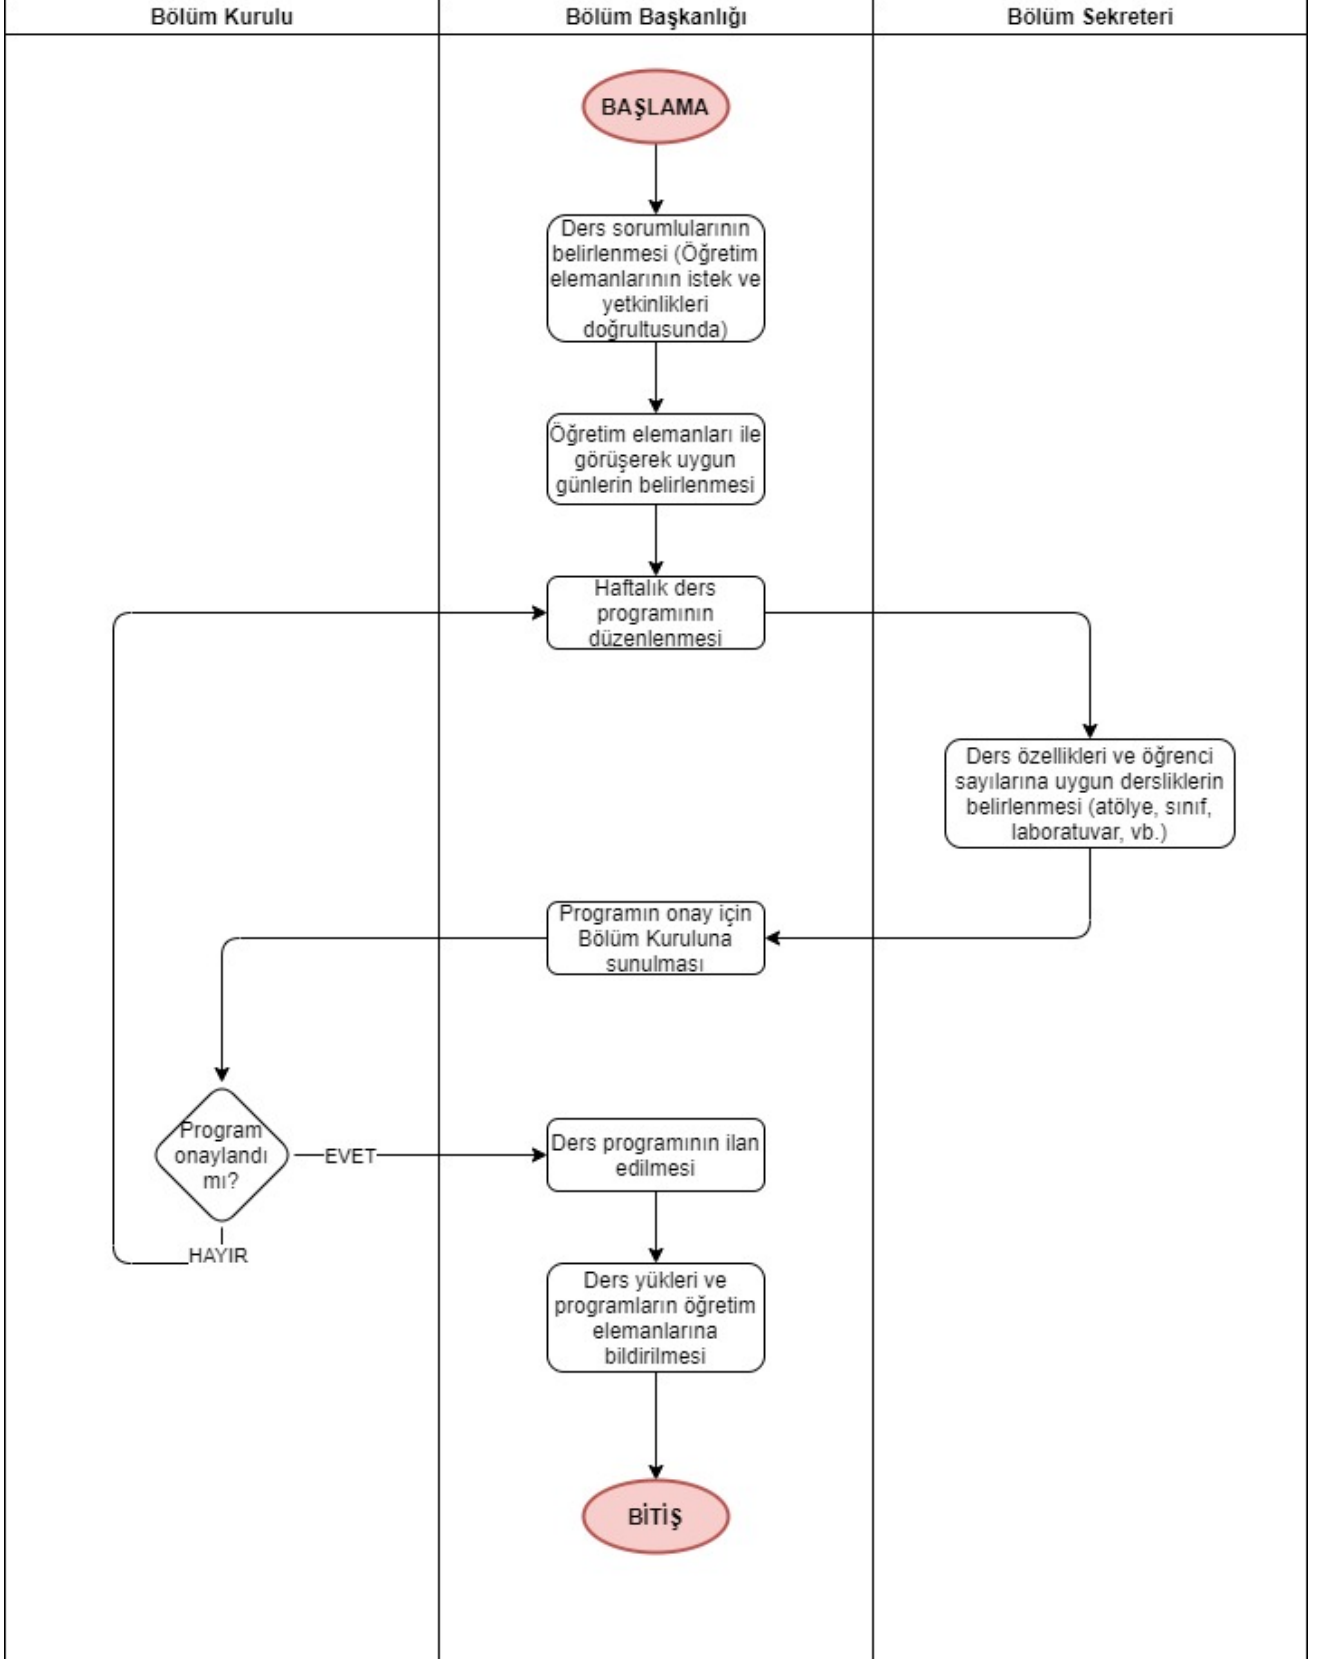 Bölüm Kurulu
Bölüm Başkanlığı
Bölüm Sekreteri
BAŞLAMA
Ders sorumlularının
belirlenmesi (Öğretim
elemanlarının istek ve
yetkinlikleri
doğrultusunda)
Öğretim elemanları ile
görüşerek uygun
günlerin belirlenmesi
Haftalık ders
programının
düzenlenmesi
Ders özellikleri ve öğrenci
sayılarına uygun dersliklerin
belirlenmesi (atölye, sınıf,
laboratuvar, vb.)
Programın onay için
Bölüm Kuruluna
sunulması
Program
onaylandı
mı?
EVET
HAYIR
Ders programının ilan
edilmesi
Ders yükleri ve
programların öğretim
elemanlarına
bildirilmesi
BİTİŞ